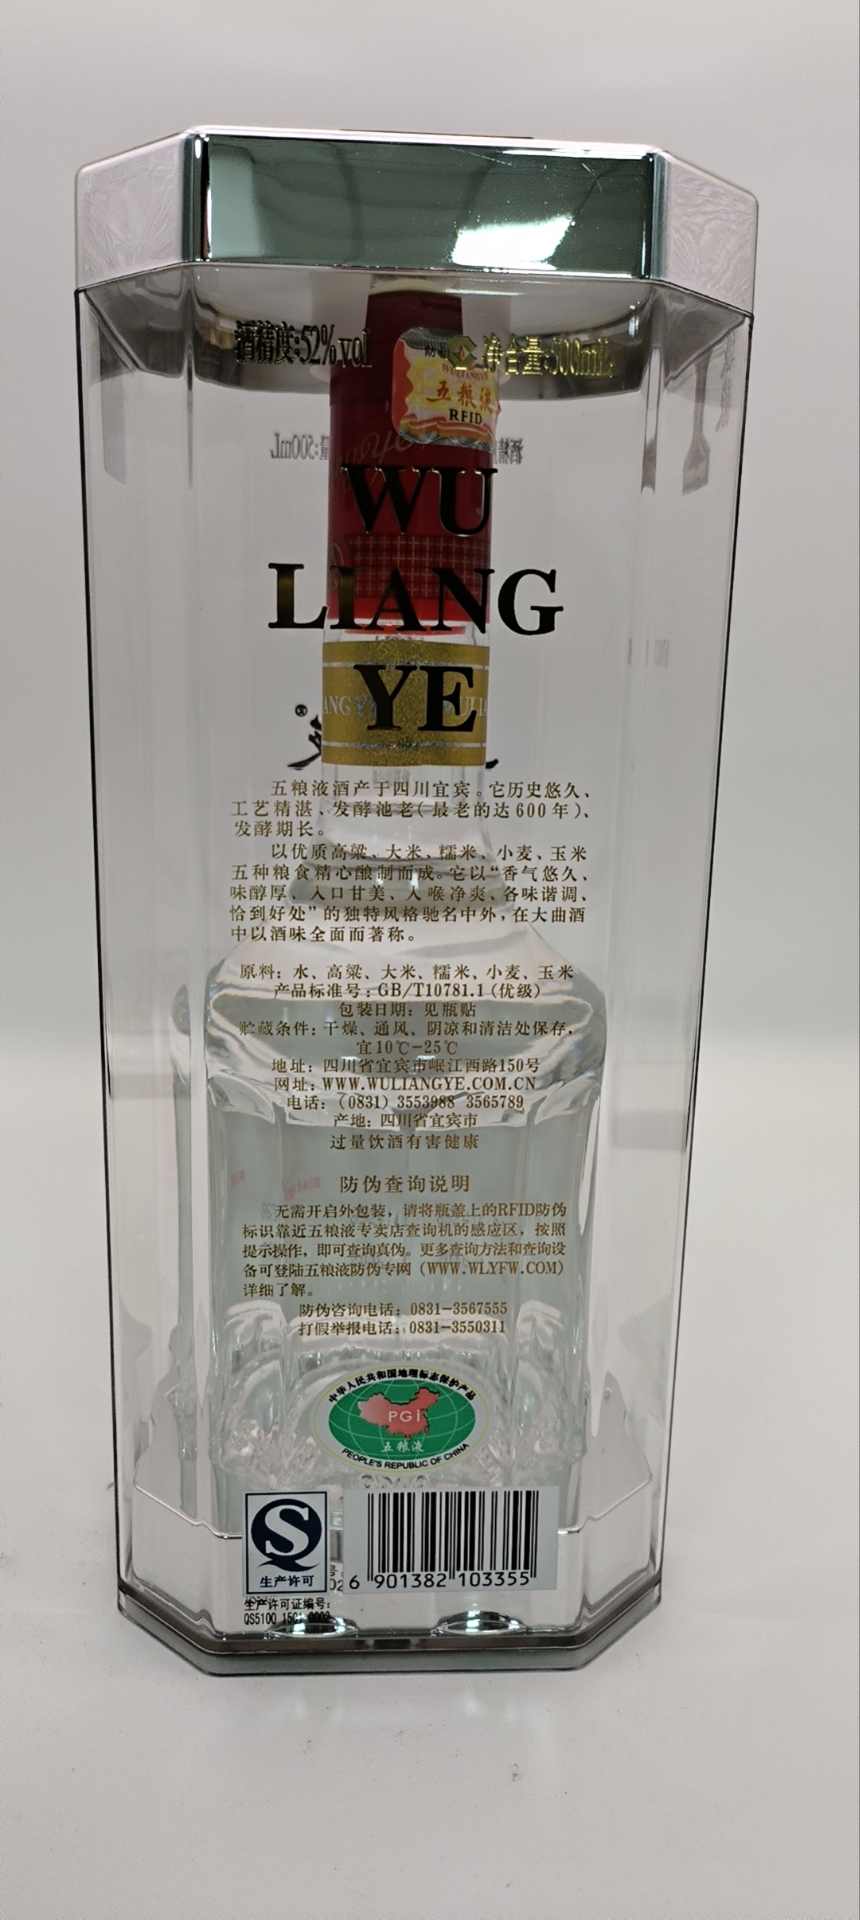 酒精度:52%vol
净含量:500mL
WULIANGYE
五粮液
RFID
WU
LIANG
YE
五粮液酒产于四川宜宾。它历史悠久、
工艺精湛、发酵池老(最老的达600年)、
发酵期长。
以优质高粱、大米、糯米、小麦、玉米
五种粮食精心酿制而成。它以“香气悠久、
味醇厚、入口甘美、入喉净爽、各味谐调、
恰到好处”的独特风格驰名中外,在大曲酒
中以酒味全面而著称。
原料: 水、高粱、大米、糯米、小麦、玉米
产品标准号: GB/T10781.1(优级)
包装日期: 见瓶贴
贮藏条件: 干燥、通风、阴凉和清洁处保存,
宜10℃-25℃
地址: 四川省宜宾市岷江西路150号
网址: WWW.WULIANGYE.COM.CN
电话: (0831) 3553988 3565789
产地: 四川省宜宾市
过量饮酒有害健康
防伪查询说明
无需开启外包装, 请将瓶盖上的RFID防伪
标识靠近五粮液专卖店查询机的感应区, 按照
提示操作, 即可查询真伪。更多查询方法和查询设
备可登陆五粮液防伪专网 (WWW.WLYFW.COM)
详细了解。
防伪咨询电话: 0831-3567555
打假举报电话: 0831-3550311
中华人民共和国地理标志保护产品
PGI
五粮液
PEOPLE'S REPUBLIC OF CHINA
生产许可
6 901382 103355
生产许可证编号:
QS5100 1501 0002